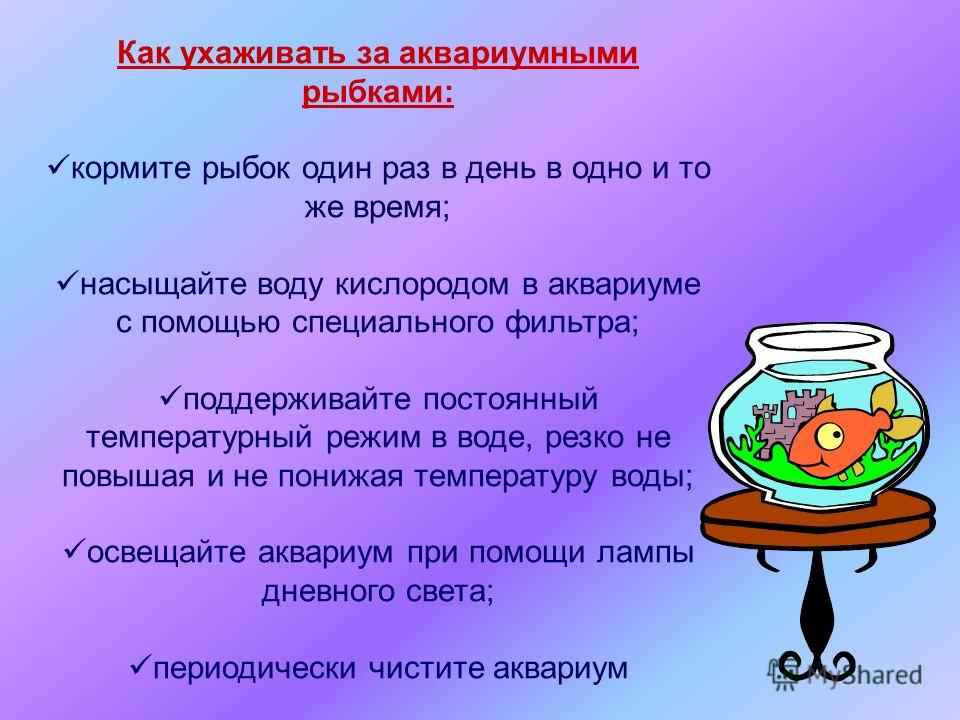 Как ухаживать за аквариумными
рыбками:
✓кормите рыбок один раз в день в одно и то
же время;
✓насыщайте воду кислородом в аквариуме
с помощью специального фильтра;
✓поддерживайте постоянный
температурный режим в воде, резко не
повышая и не понижая температуру воды;
✓освещайте аквариум при помощи лампы
дневного света;
✓периодически чистите аквариум
MyShared